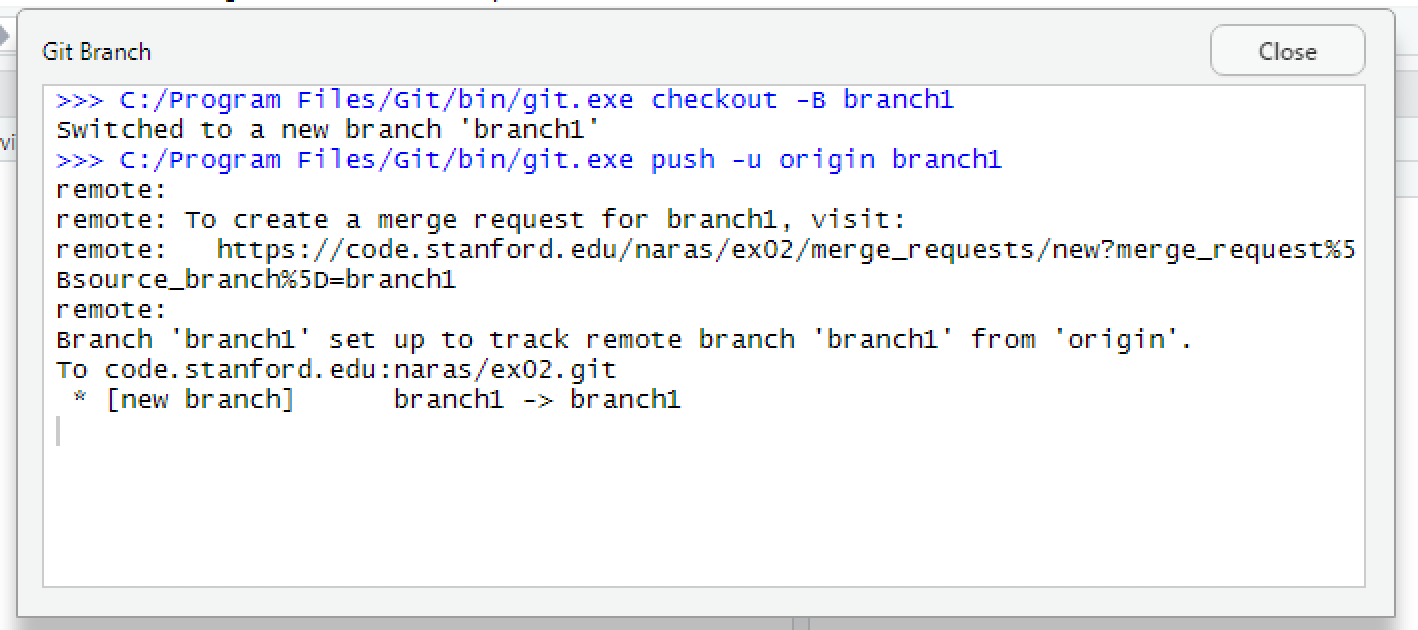 Git Branch
Close
>>> C:/Program Files/Git/bin/git.exe checkout -B branch1
Switched to a new branch 'branch1'
>>> C:/Program Files/Git/bin/git.exe push -u origin branch1
remote:
remote: To create a merge request for branch1, visit:
remote:   https://code.stanford.edu/naras/ex02/merge_requests/new?merge_request%5
Bsource_branch%5D=branch1
remote:
Branch 'branch1' set up to track remote branch 'branch1' from 'origin'.
To code.stanford.edu:naras/ex02.git
 * [new branch]      branch1 -> branch1